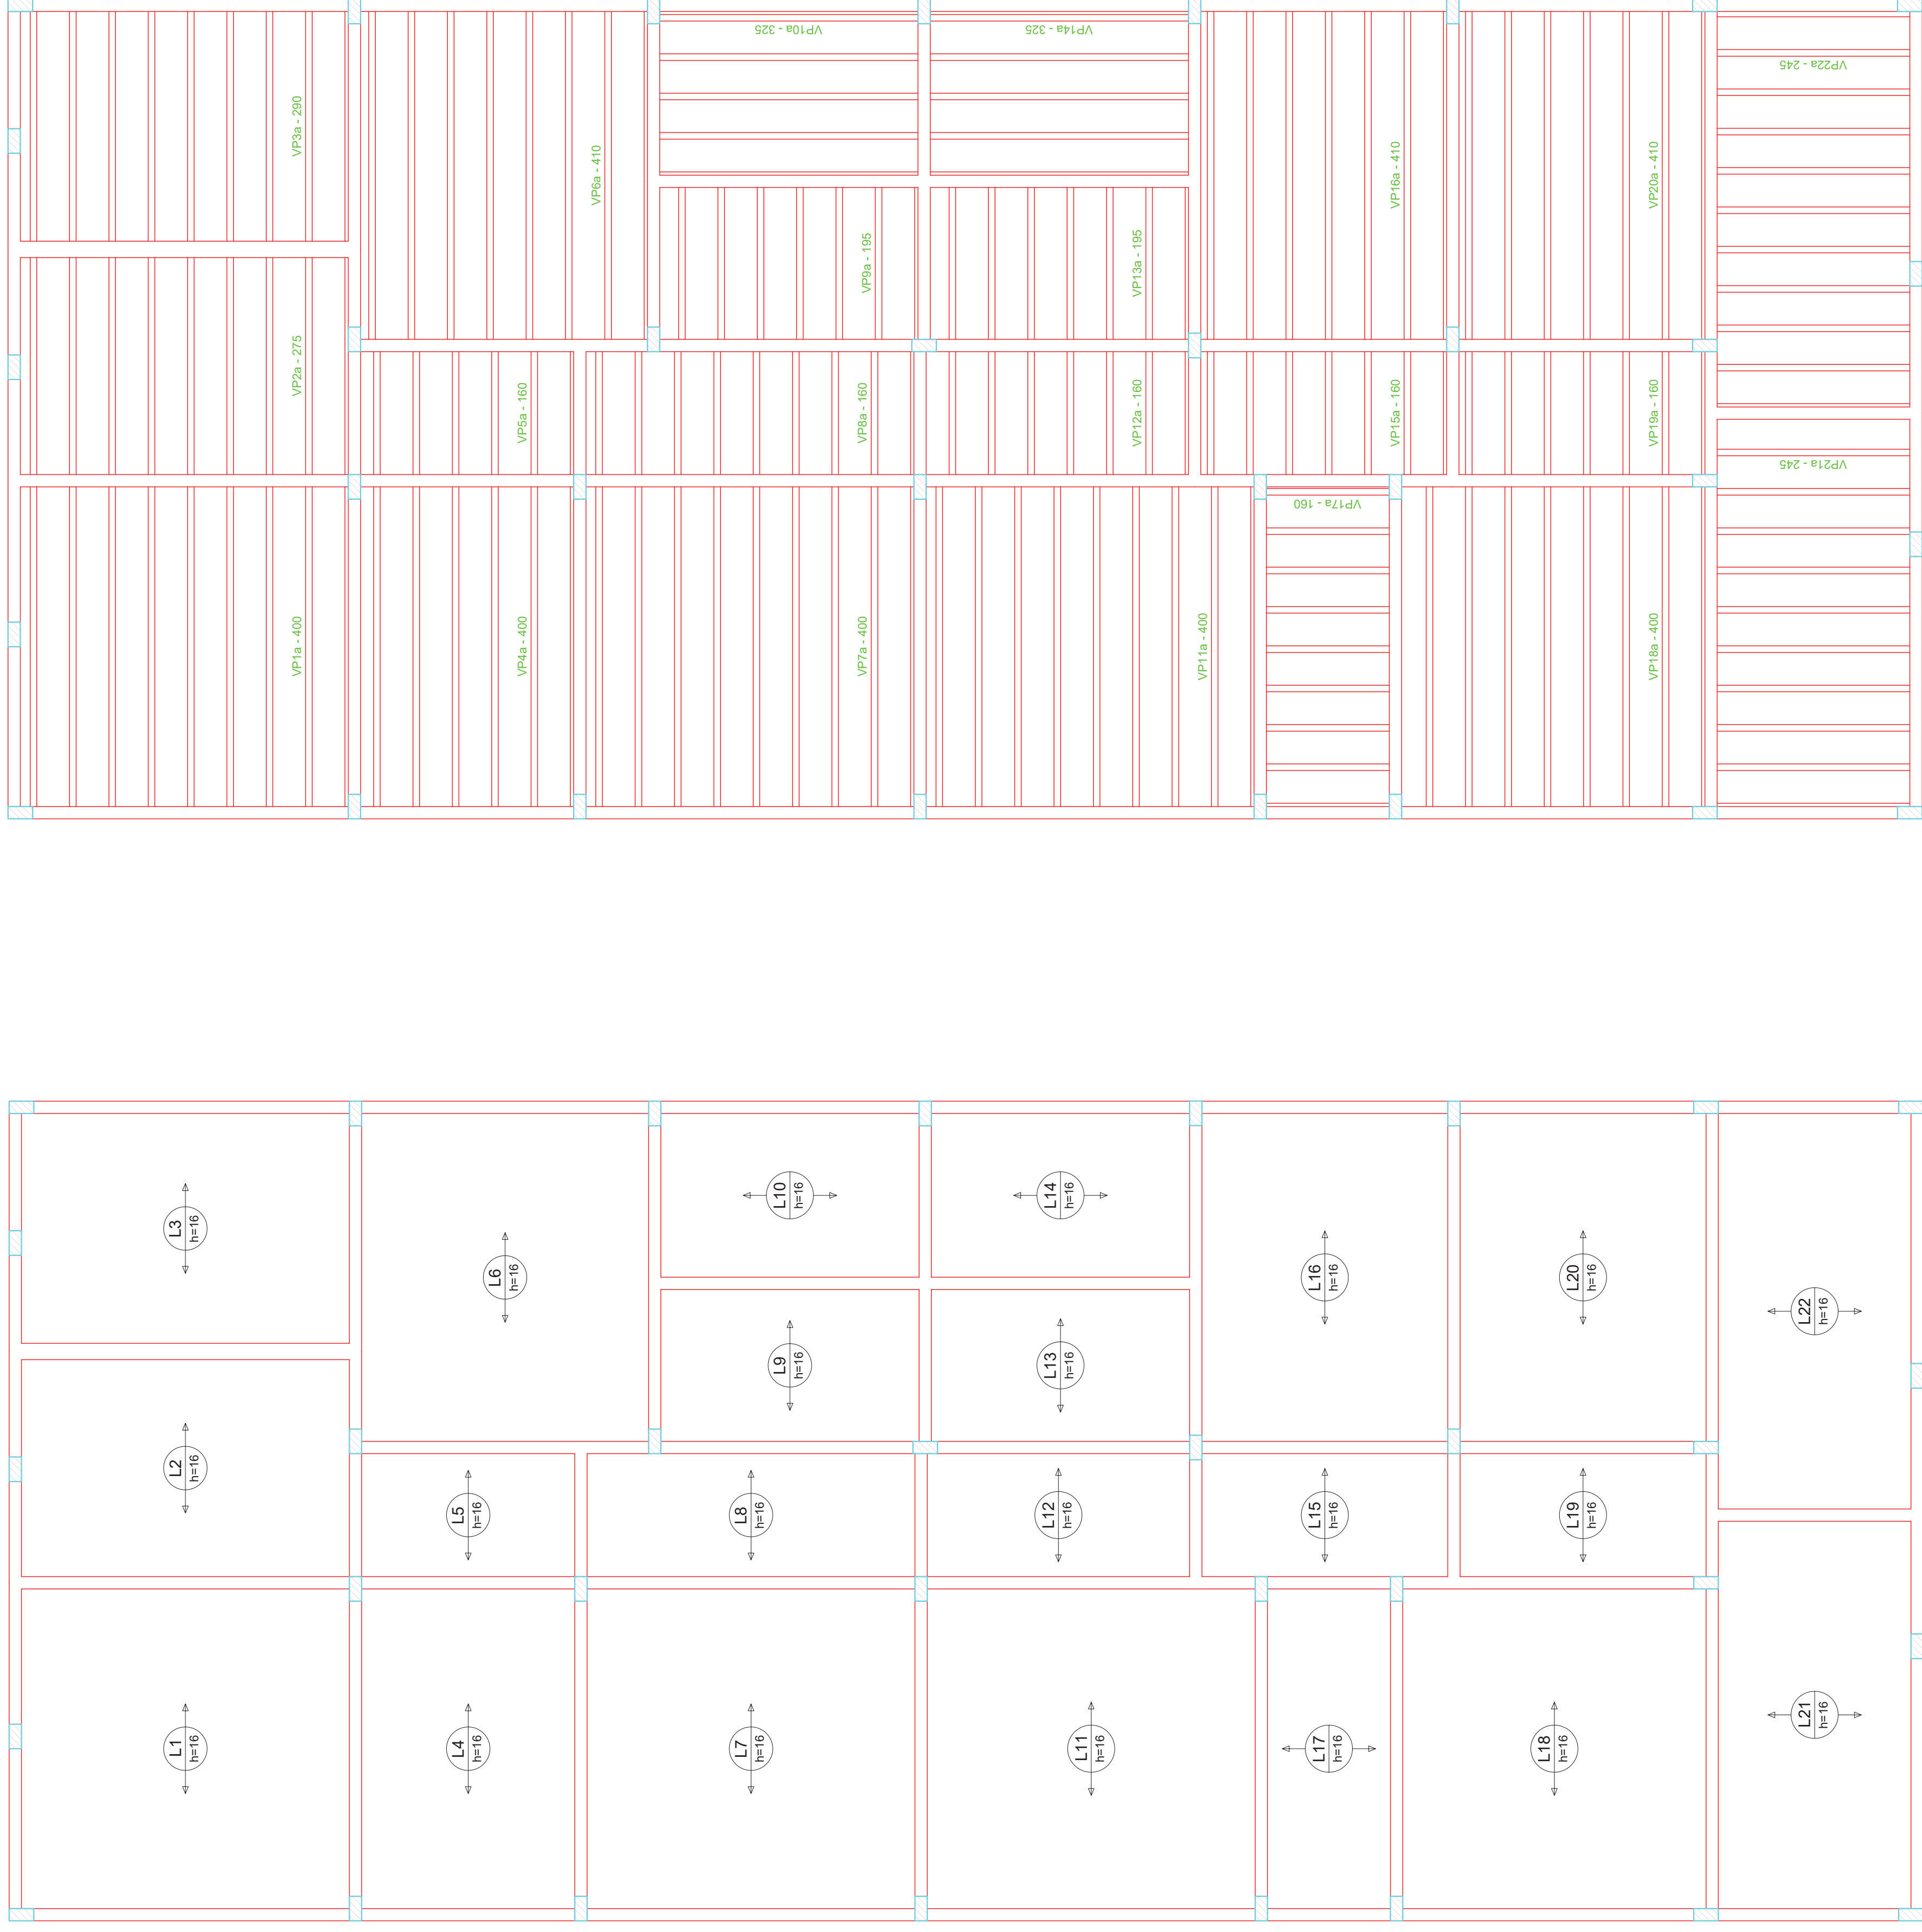 VP10a - 325
VP14a - 325
VP22a - 245
VP3a - 290
VP6a - 410
VP16a - 410
VP20a - 410
VP9a - 195
VP13a - 195
VP2a - 275
VP5a - 160
VP8a - 160
VP12a - 160
VP15a - 160
VP19a - 160
VP21a - 245
VP17a - 160
VP1a - 400
VP4a - 400
VP7a - 400
VP11a - 400
VP18a - 400
L3
h=16
L10
h=16
L14
h=16
L6
h=16
L16
h=16
L20
h=16
L22
h=16
L9
h=16
L13
h=16
L2
h=16
L5
h=16
L8
h=16
L12
h=16
L15
h=16
L19
h=16
L1
h=16
L4
h=16
L7
h=16
L11
h=16
L17
h=16
L18
h=16
L21
h=16